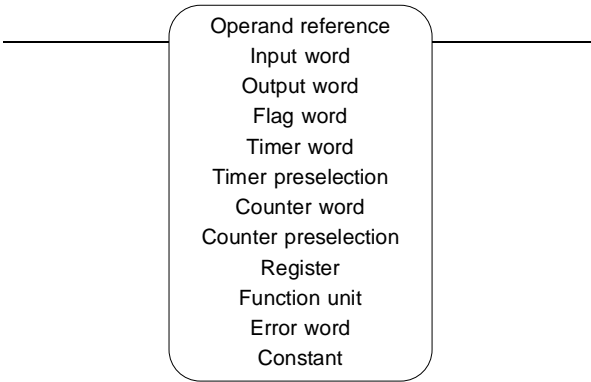 Operand reference
Input word
Output word
Flag word
Timer word
Timer preselection
Counter word
Counter preselection
Register
Function unit
Error word
Constant